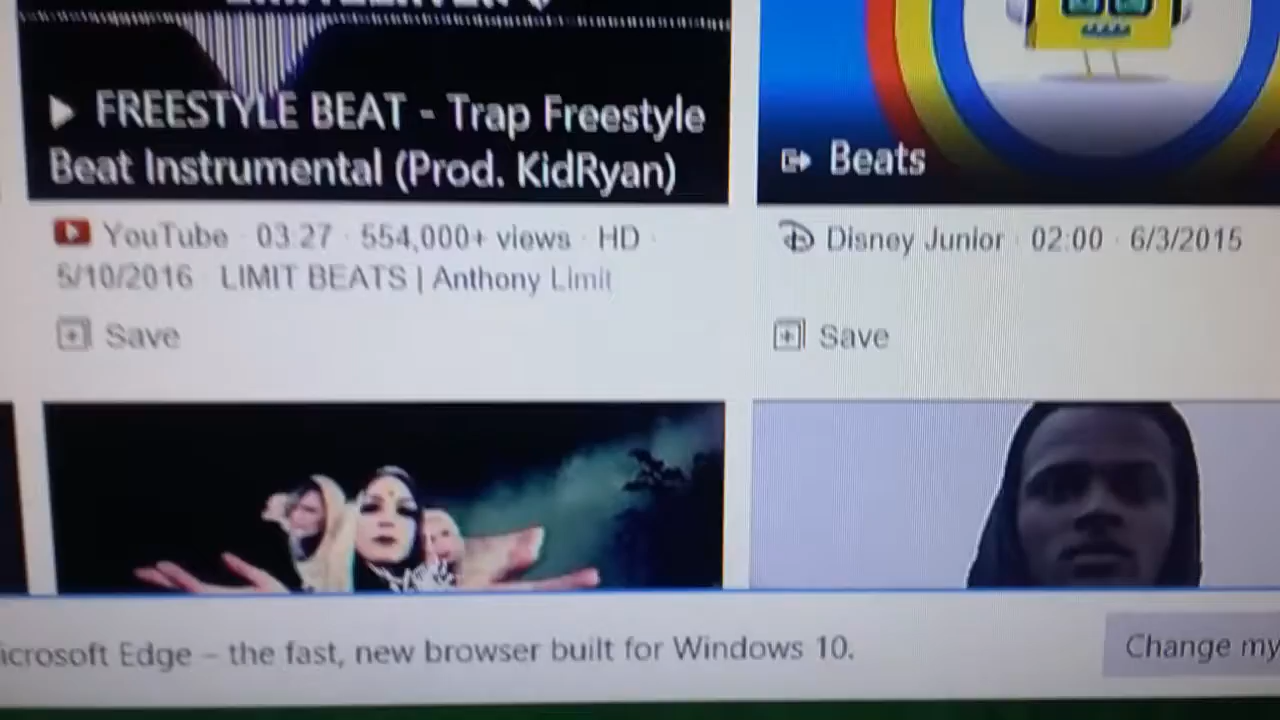 FREESTYLE BEAT - Trap Freestyle
Beat Instrumental (Prod. KidRyan)
Beats
YouTube · 03:27 · 554,000+ views · HD ·
5/10/2016 · LIMIT BEATS | Anthony Limit
Disney Junior · 02:00 · 6/3/2015
Save
Save
icrosoft Edge – the fast, new browser built for Windows 10.
Change my